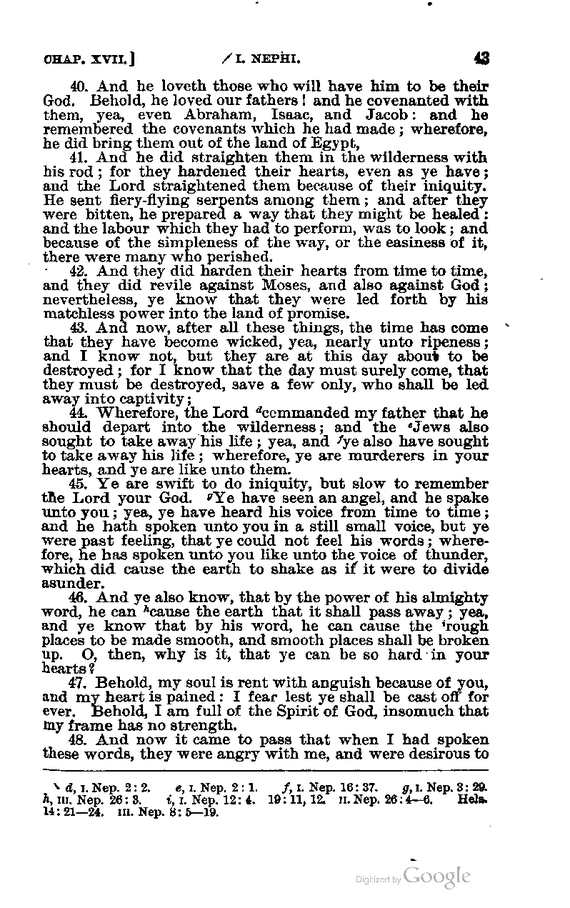 CHAP. XVII.] / I. NEPHI. 43
40. And he loveth those who will have him to be their
God. Behold, he loved our fathers! and he covenanted with
them, yea, even Abraham, Isaac, and Jacob: and he
remembered the covenants which he had made; wherefore,
he did bring them out of the land of Egypt,
41. And he did straighten them in the wilderness with
his rod; for they hardened their hearts, even as ye have;
and the Lord straightened them because of their iniquity.
He sent fiery-flying serpents among them; and after they
were bitten, he prepared a way that they might be healed:
and the labour which they had to perform, was to look; and
because of the simpleness of the way, or the easiness of it,
there were many who perished.
42. And they did harden their hearts from time to time,
and they did revile against Moses, and also against God;
nevertheless, ye know that they were led forth by his
matchless power into the land of promise.
43. And now, after all these things, the time has come
that they have become wicked, yea, nearly unto ripeness;
and I know not, but they are at this day about to be
destroyed; for I know that the day must surely come, that
they must be destroyed, save a few only, who shall be led
away into captivity;
44. Wherefore, the Lord ᵈcommanded my father that he
should depart into the wilderness; and the ᵉJews also
sought to take away his life; yea, and ᶠye also have sought
to take away his life; wherefore, ye are murderers in your
hearts, and ye are like unto them.
45. Ye are swift to do iniquity, but slow to remember
the Lord your God. ᵍYe have seen an angel, and he spake
unto you; yea, ye have heard his voice from time to time;
and he hath spoken unto you in a still small voice, but ye
were past feeling, that ye could not feel his words; where-
fore, he has spoken unto you like unto the voice of thunder,
which did cause the earth to shake as if it were to divide
asunder.
46. And ye also know, that by the power of his almighty
word, he can ʰcause the earth that it shall pass away; yea,
and ye know that by his word, he can cause the ⁱrough
places to be made smooth, and smooth places shall be broken
up. O, then, why is it, that ye can be so hard in your
hearts?
47. Behold, my soul is rent with anguish because of you,
and my heart is pained: I fear lest ye shall be cast off for
ever. Behold, I am full of the Spirit of God, insomuch that
my frame has no strength.
48. And now it came to pass that when I had spoken
these words, they were angry with me, and were desirous to
d, I. Nep. 2: 2. e, I. Nep. 2: 1. f, I. Nep. 16: 37. g, I. Nep. 3: 29.
h, III. Nep. 26: 3. i, I. Nep. 12: 4. 19: 11, 12. II. Nep. 26: 4—6. Hela.
14: 21—24. III. Nep. 8: 5—19.
Digitized by Google